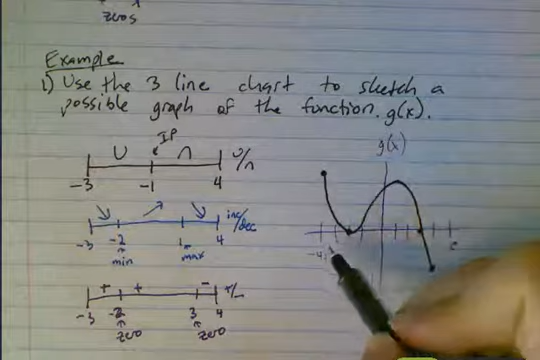 zeros
Example
1) Use the 3 line chart to sketch a
possible graph of the function. g(x).
IP
∪ ∩ ∪/∩
-3 -1 4
g(x)
inc/dec
-3 -2 1 4
min max
+ + - +/-
-3 -2 3 4
zero zero